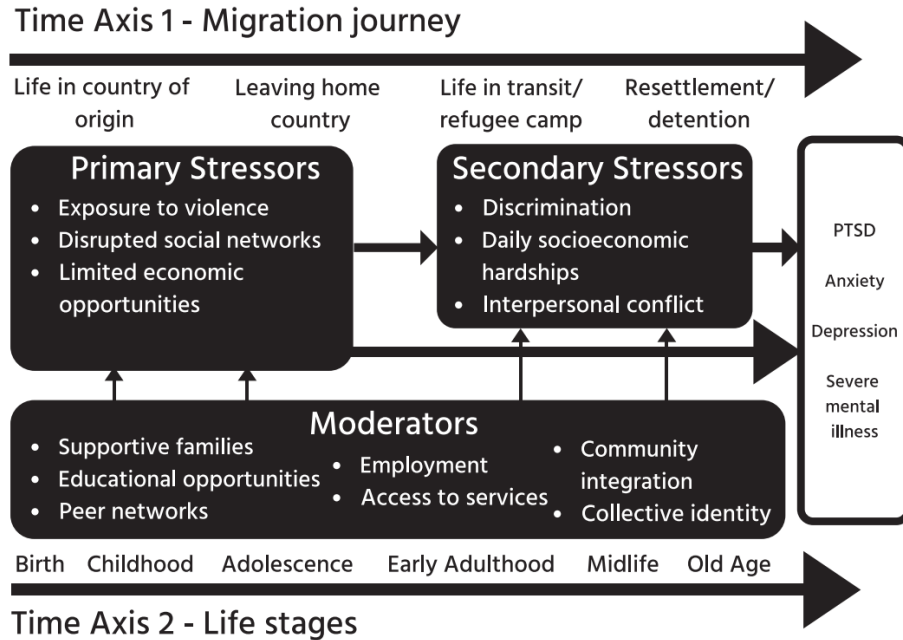 Time Axis 1 - Migration journey
Life in country of
origin
Leaving home
country
Life in transit/
refugee camp
Resettlement/
detention
Primary Stressors
• Exposure to violence
• Disrupted social networks
• Limited economic
opportunities
Secondary Stressors
• Discrimination
• Daily socioeconomic
hardships
• Interpersonal conflict
PTSD
Anxiety
Depression
Severe
mental
illness
Moderators
• Supportive families
• Educational opportunities
• Peer networks
• Employment
• Access to services
• Community
integration
• Collective identity
Birth
Childhood
Adolescence
Early Adulthood
Midlife
Old Age
Time Axis 2 - Life stages